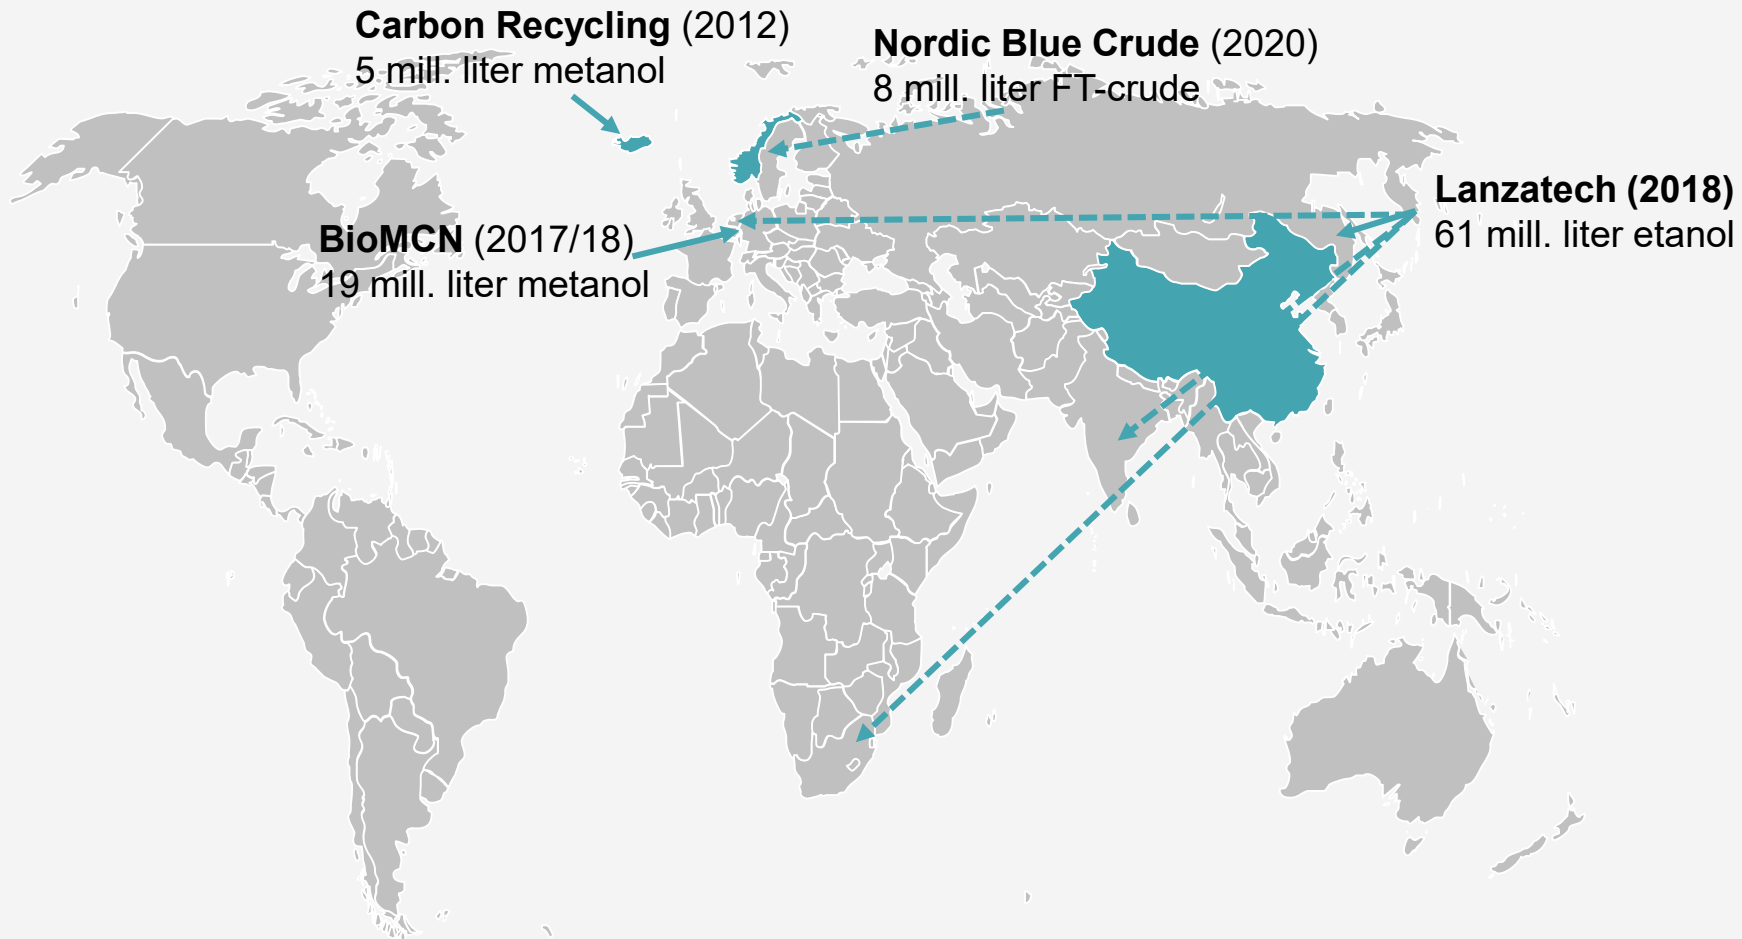 Carbon Recycling (2012)
5 mill. liter metanol
Nordic Blue Crude (2020)
8 mill. liter FT-crude
Lanzatech (2018)
61 mill. liter etanol
BioMCN (2017/18)
19 mill. liter metanol